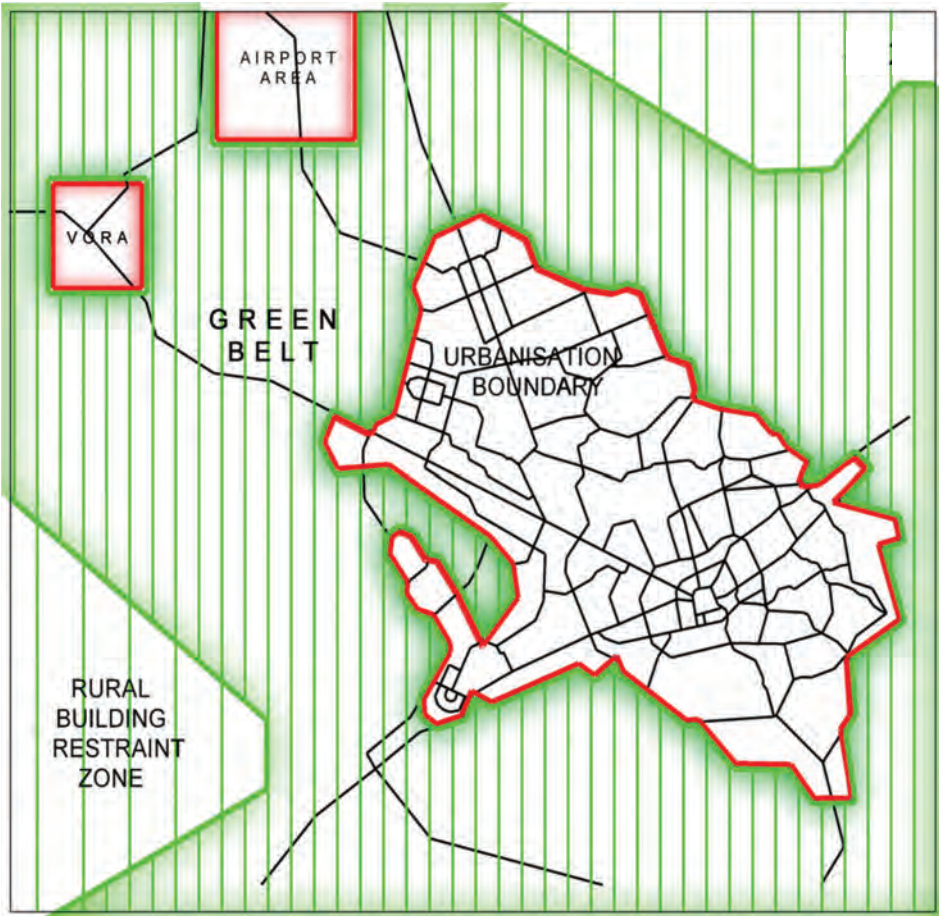 AIRPORT
AREA
VORA
GREEN
BELT
URBANISATION
BOUNDARY
RURAL
BUILDING
RESTRAINT
ZONE